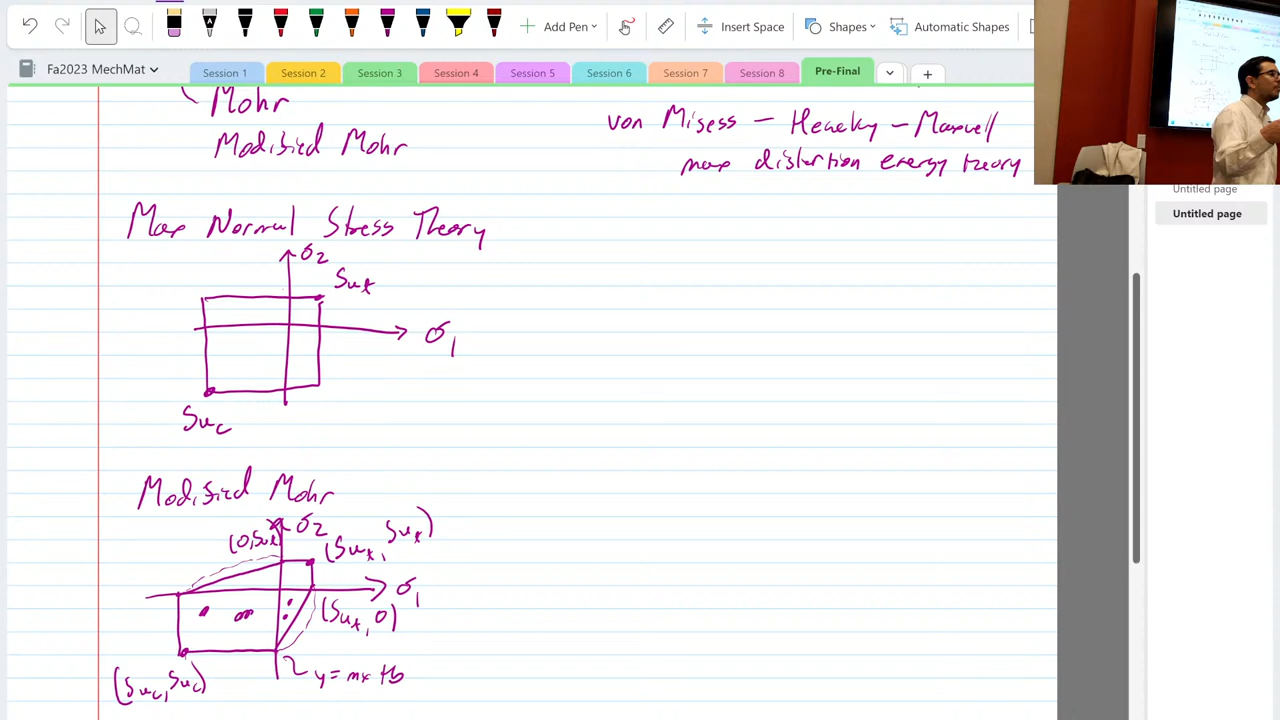 Add Pen
Insert Space
Shapes
Automatic Shapes
Fa2023 MechMat
Session 1
Session 2
Session 3
Session 4
Session 5
Session 6
Session 7
Session 8
Pre-Final
Untitled page
Untitled page
Mohr
Modified Mohr
von Misess - Hencky - Maxwell
max distortion energy theory
Max Normal Stress Theory
σ2
Sut
σ1
Suc
Modified Mohr
σ2
(0,Sut)
(Sut, Sut)
σ1
(Sut, 0)
(Suc, Suc)
y = mx + b